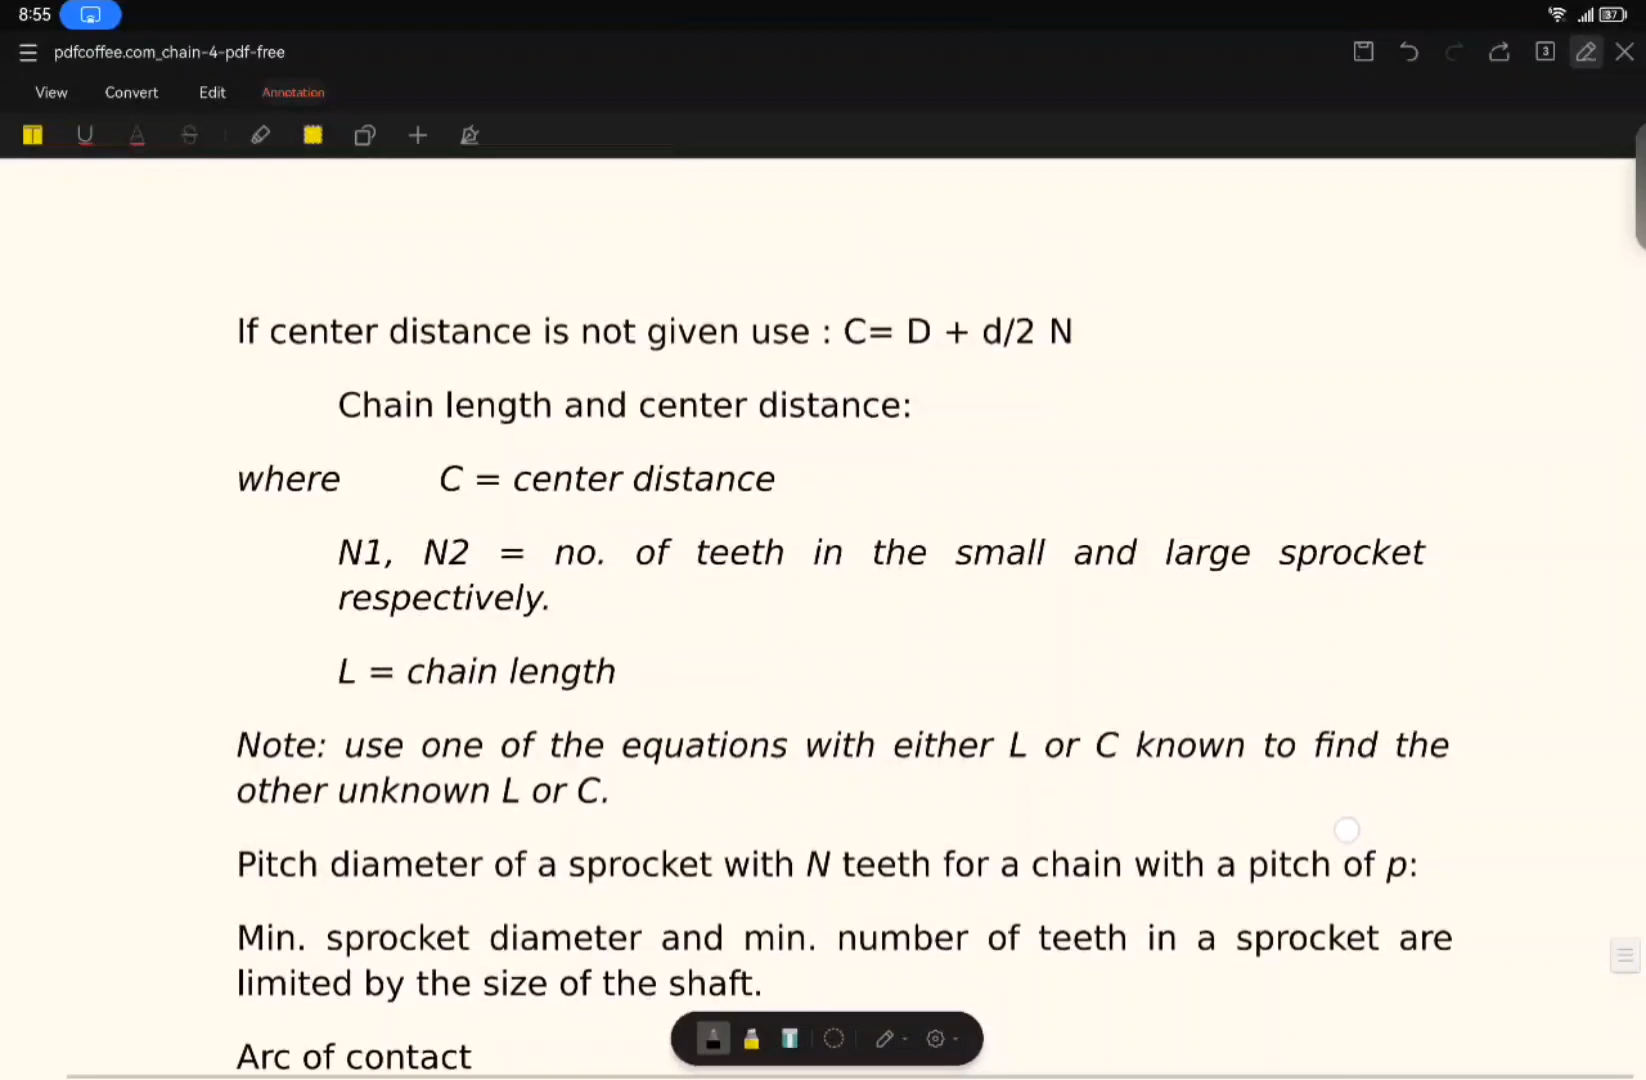 8:55
37
pdfcoffee.com_chain-4-pdf-free
3
View Convert Edit Annotation
T U A S
If center distance is not given use : C= D + d/2 N
Chain length and center distance:
where C = center distance
N1, N2 = no. of teeth in the small and large sprocket
respectively.
L = chain length
Note: use one of the equations with either L or C known to find the
other unknown L or C.
Pitch diameter of a sprocket with N teeth for a chain with a pitch of p:
Min. sprocket diameter and min. number of teeth in a sprocket are
limited by the size of the shaft.
Arc of contact